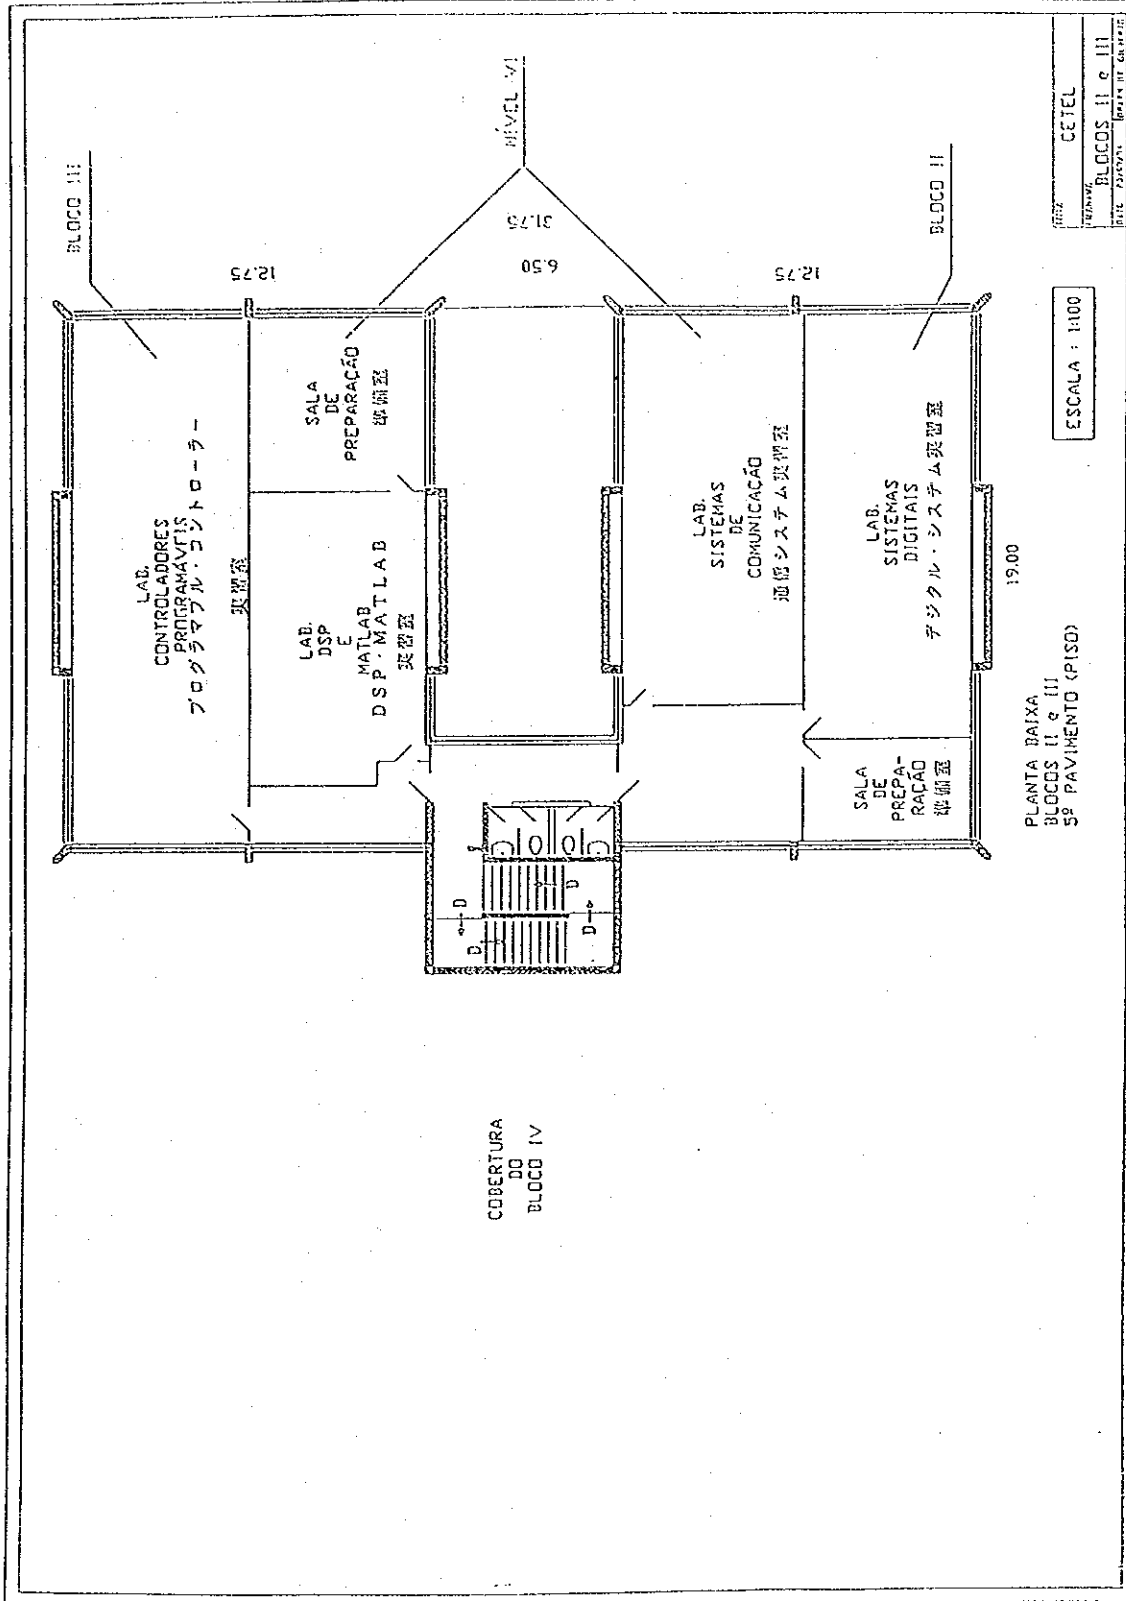 BLOCO III
12.75
LAB.
CONTROLADORES
PROGRAMÁVEIS
プログラマブル・コントローラー
実習室
SALA
DE
PREPARAÇÃO
準備室
LAB.
DSP
E
MATLAB
DSP・MATLAB
実習室
NÍVEL VI
31.75
6.50
D
D
D
D
COBERTURA
DO
BLOCO IV
LAB.
SISTEMAS
DE
COMUNICAÇÃO
通信システム実習室
12.75
LAB.
SISTEMAS
DIGITAIS
デジタル・システム実習室
SALA
DE
PREPA-
RAÇÃO
準備室
BLOCO II
19.00
PLANTA BAIXA
BLOCOS II e III
5º PAVIMENTO (PISO)
ESCALA : 1:100
CETEL
BLOCOS II e III